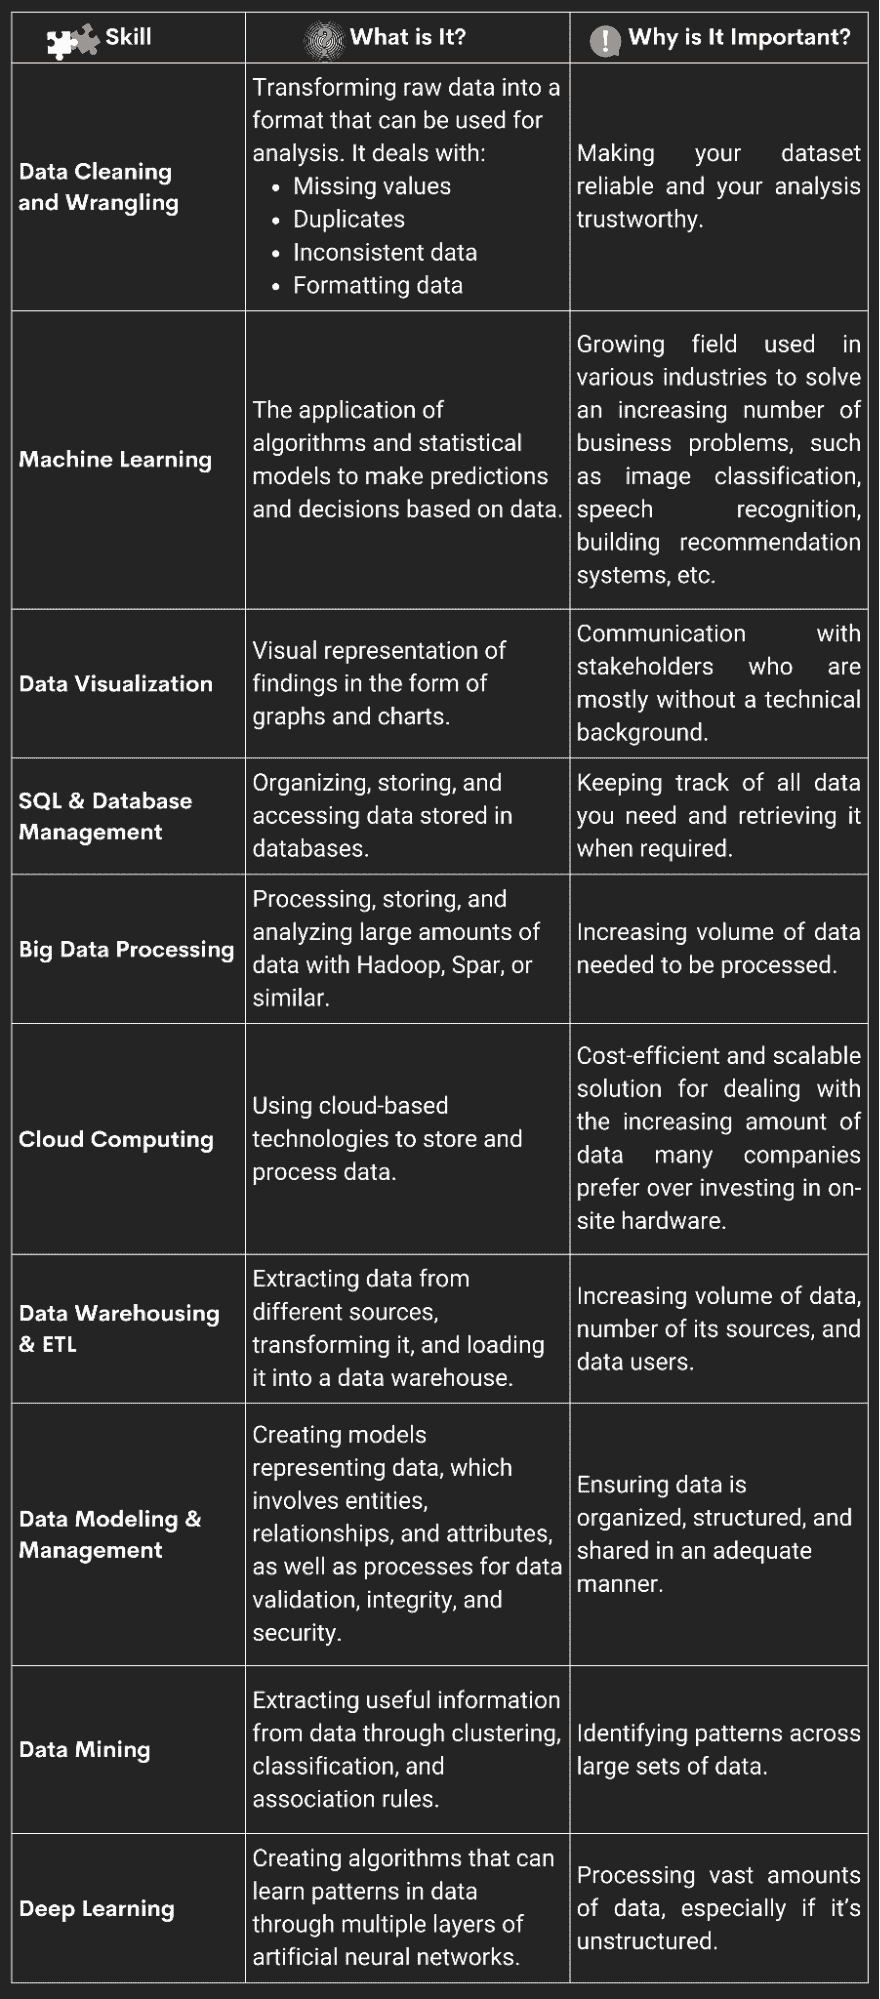 Skill
What is It?
Why is It Important?
Data Cleaning
and Wrangling
Transforming raw data into a
format that can be used for
analysis. It deals with:
• Missing values
• Duplicates
• Inconsistent data
• Formatting data
Making your dataset
reliable and your analysis
trustworthy.
Machine Learning
The application of
algorithms and statistical
models to make predictions
and decisions based on data.
Growing field used in
various industries to solve
an increasing number of
business problems, such
as image classification,
speech recognition,
building recommendation
systems, etc.
Data Visualization
Visual representation of
findings in the form of
graphs and charts.
Communication with
stakeholders who are
mostly without a technical
background.
SQL & Database
Management
Organizing, storing, and
accessing data stored in
databases.
Keeping track of all data
you need and retrieving it
when required.
Big Data Processing
Processing, storing, and
analyzing large amounts of
data with Hadoop, Spar, or
similar.
Increasing volume of data
needed to be processed.
Cloud Computing
Using cloud-based
technologies to store and
process data.
Cost-efficient and scalable
solution for dealing with
the increasing amount of
data many companies
prefer over investing in on-
site hardware.
Data Warehousing
& ETL
Extracting data from
different sources,
transforming it, and loading
it into a data warehouse.
Increasing volume of data,
number of its sources, and
data users.
Data Modeling &
Management
Creating models
representing data, which
involves entities,
relationships, and attributes,
as well as processes for data
validation, integrity, and
security.
Ensuring data is
organized, structured, and
shared in an adequate
manner.
Data Mining
Extracting useful information
from data through clustering,
classification, and
association rules.
Identifying patterns across
large sets of data.
Deep Learning
Creating algorithms that can
learn patterns in data
through multiple layers of
artificial neural networks.
Processing vast amounts
of data, especially if it's
unstructured.